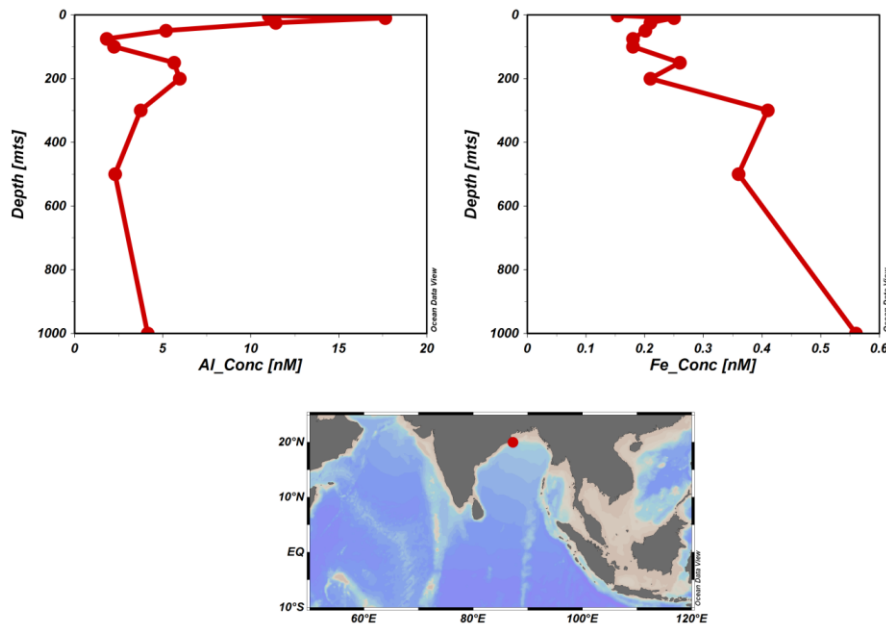 0
200
400
600
800
1000
Depth [mts]
0
5
10
15
20
Al_Conc [nM]
Ocean Data View
0
200
400
600
800
1000
Depth [mts]
0
0.1
0.2
0.3
0.4
0.5
0.6
Fe_Conc [nM]
Ocean Data View
20°N
10°N
EQ
10°S
60°E
80°E
100°E
120°E
Ocean Data View